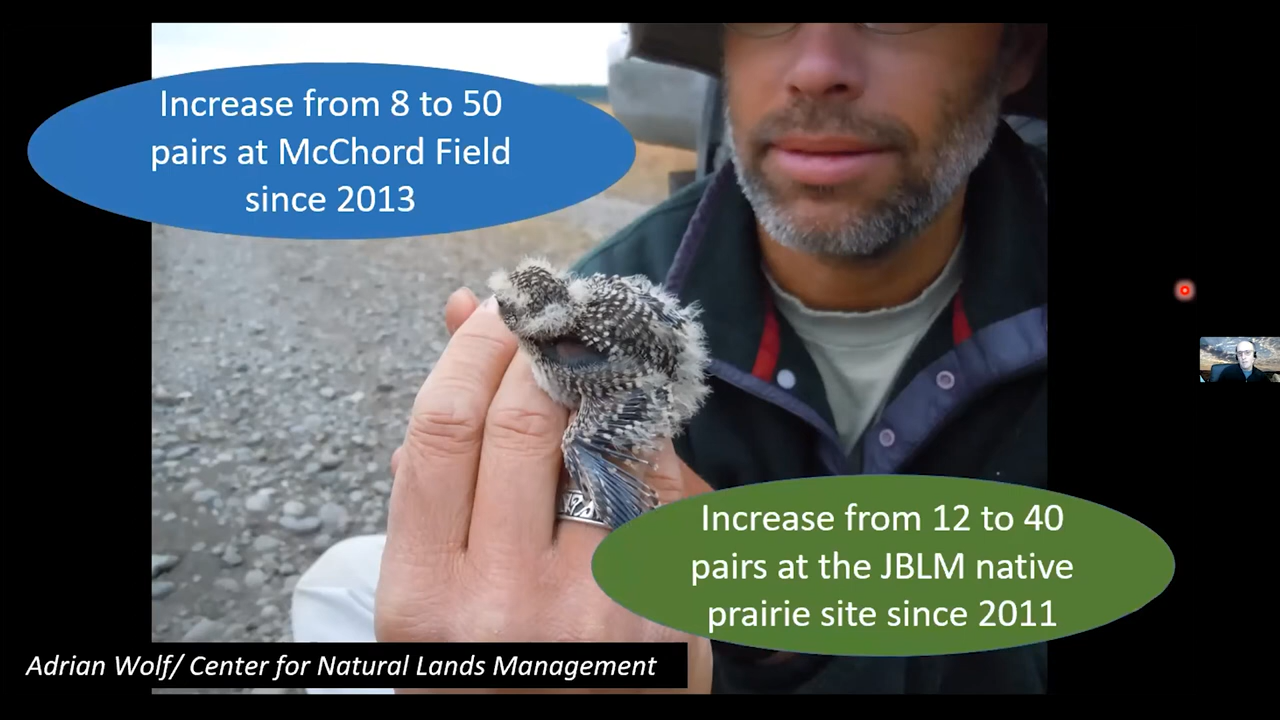 Increase from 8 to 50
pairs at McChord Field
since 2013
Increase from 12 to 40
pairs at the JBLM native
prairie site since 2011
Adrian Wolf/ Center for Natural Lands Management